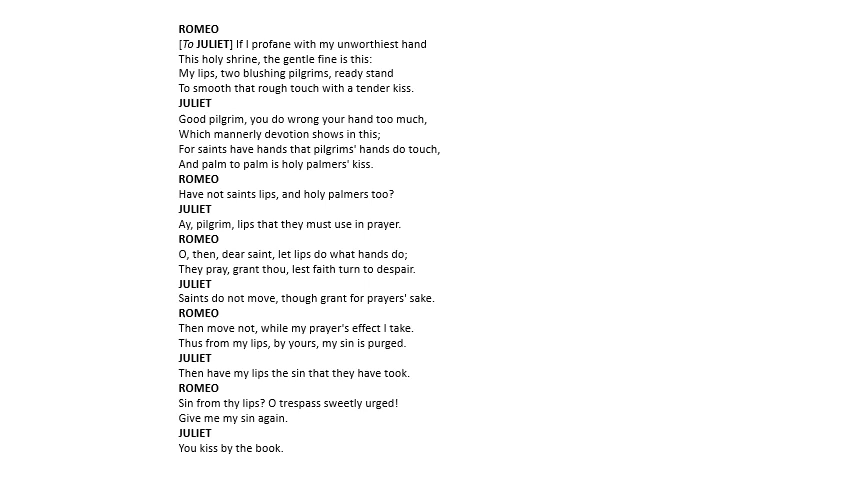 ROMEO
[To JULIET] If I profane with my unworthiest hand
This holy shrine, the gentle fine is this:
My lips, two blushing pilgrims, ready stand
To smooth that rough touch with a tender kiss.
JULIET
Good pilgrim, you do wrong your hand too much,
Which mannerly devotion shows in this;
For saints have hands that pilgrims' hands do touch,
And palm to palm is holy palmers' kiss.
ROMEO
Have not saints lips, and holy palmers too?
JULIET
Ay, pilgrim, lips that they must use in prayer.
ROMEO
O, then, dear saint, let lips do what hands do;
They pray, grant thou, lest faith turn to despair.
JULIET
Saints do not move, though grant for prayers' sake.
ROMEO
Then move not, while my prayer's effect I take.
Thus from my lips, by yours, my sin is purged.
JULIET
Then have my lips the sin that they have took.
ROMEO
Sin from thy lips? O trespass sweetly urged!
Give me my sin again.
JULIET
You kiss by the book.